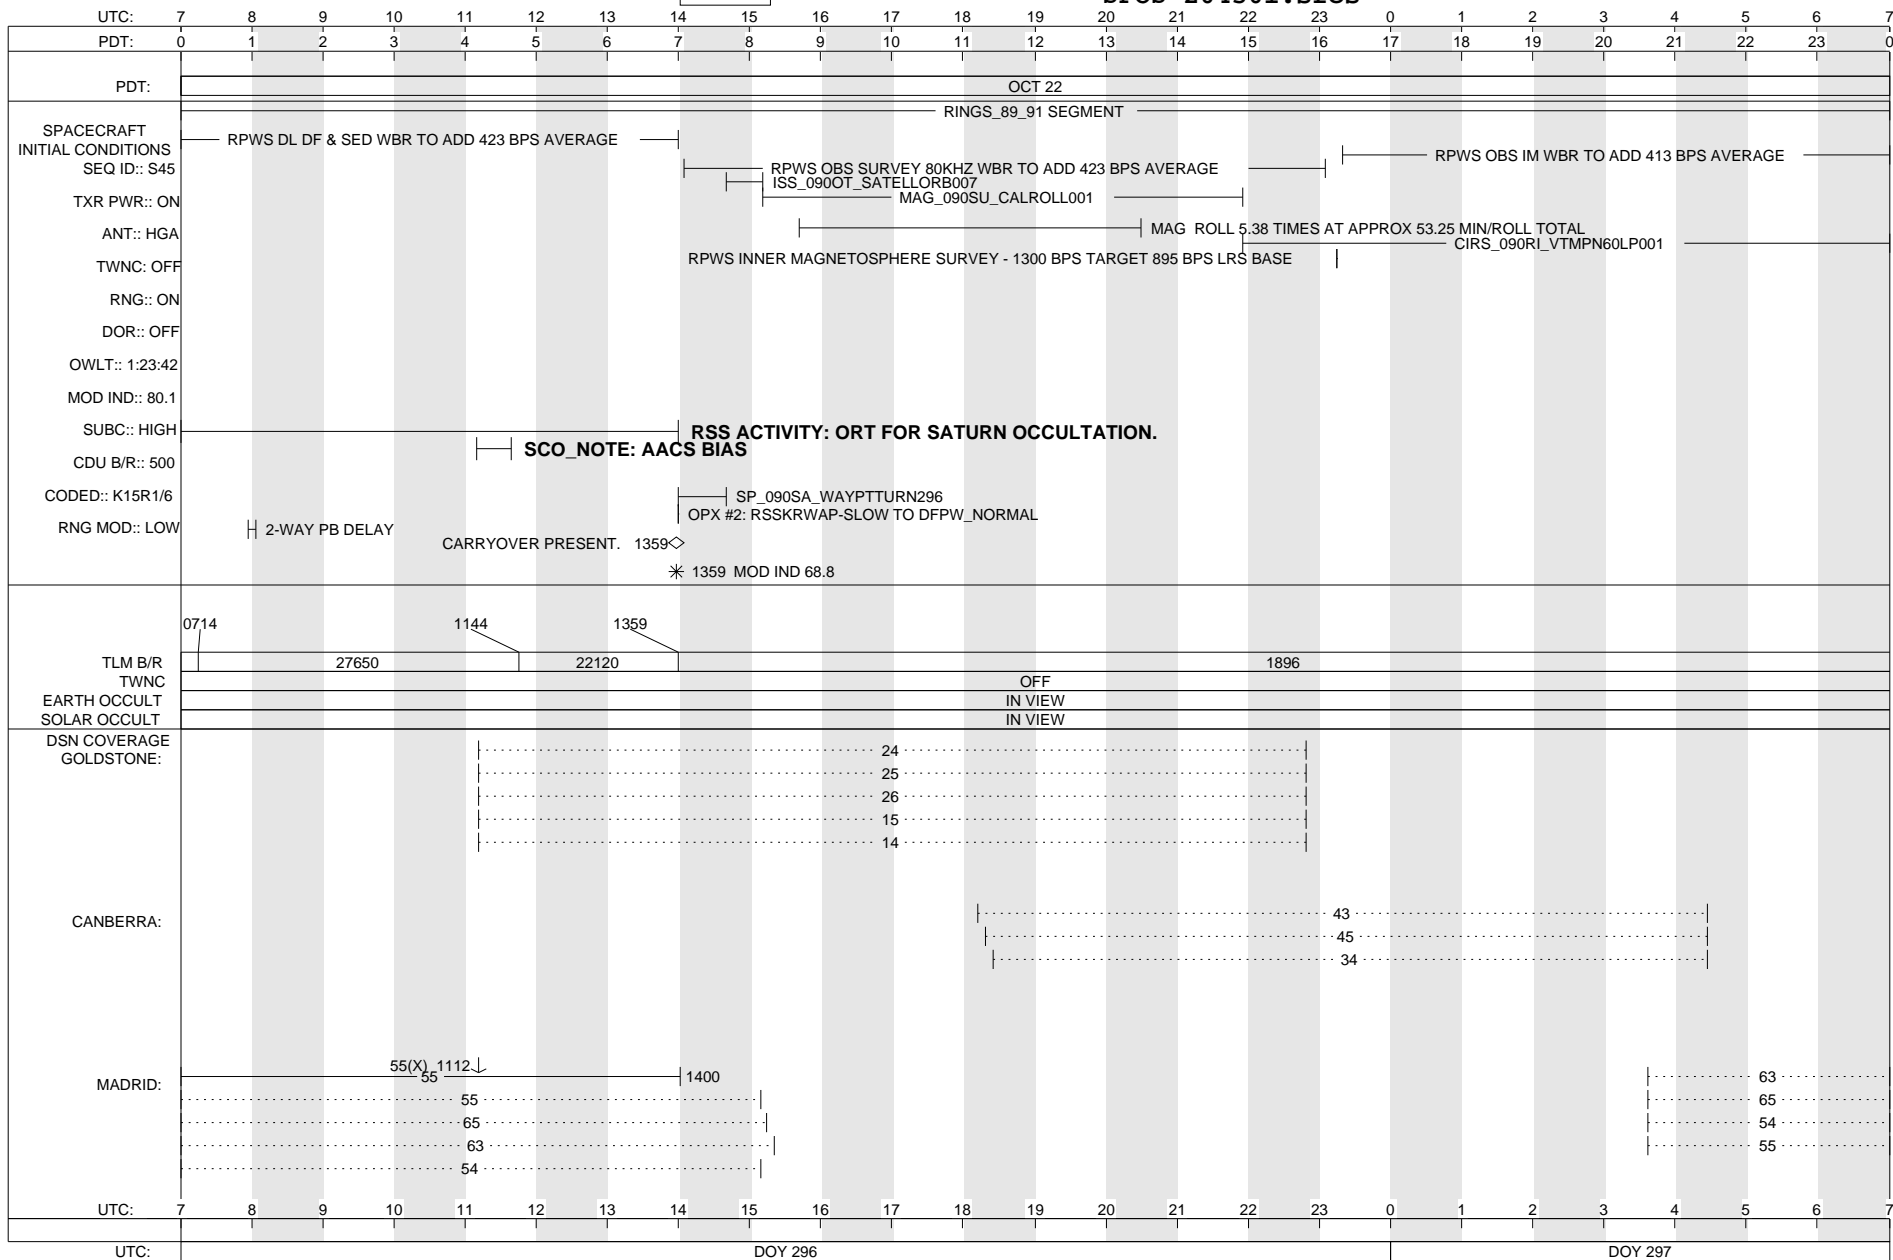 UTC: 7 8 9 10 11 12 13 14 15 16 17 18 19 20 21 22 23 0 1 2 3 4 5 6 7
PDT: 0 1 2 3 4 5 6 7 8 9 10 11 12 13 14 15 16 17 18 19 20 21 22 23 0
PDT: OCT 22
RINGS_89_91 SEGMENT
SPACECRAFT
INITIAL CONDITIONS
RPWS DL DF & SED WBR TO ADD 423 BPS AVERAGE
RPWS OBS IM WBR TO ADD 413 BPS AVERAGE
SEQ ID:: S45
RPWS OBS SURVEY 80KHZ WBR TO ADD 423 BPS AVERAGE
ISS_090OT_SATELLORB007
TXR PWR:: ON
MAG_090SU_CALROLL001
ANT:: HGA
MAG ROLL 5.38 TIMES AT APPROX 53.25 MIN/ROLL TOTAL
CIRS_090RI_VTMPN60LP001
TWNC: OFF
RPWS INNER MAGNETOSPHERE SURVEY - 1300 BPS TARGET 895 BPS LRS BASE
RNG:: ON
DOR:: OFF
OWLT:: 1:23:42
MOD IND:: 80.1
SUBC:: HIGH
RSS ACTIVITY: ORT FOR SATURN OCCULTATION.
SCO_NOTE: AACS BIAS
CDU B/R:: 500
CODED:: K15R1/6
SP_090SA_WAYPTTURN296
OPX #2: RSSKRWAP-SLOW TO DFPW_NORMAL
RNG MOD:: LOW
2-WAY PB DELAY
CARRYOVER PRESENT. 1359
1359 MOD IND 68.8
0714 1144 1359
TLM B/R 27650 22120 1896
TWNC OFF
EARTH OCCULT IN VIEW
SOLAR OCCULT IN VIEW
DSN COVERAGE
GOLDSTONE:
24
25
26
15
14
CANBERRA:
43
45
34
MADRID:
55(X) 1112
55 1400 63
55 65
65 54
63 55
54
UTC: 7 8 9 10 11 12 13 14 15 16 17 18 19 20 21 22 23 0 1 2 3 4 5 6 7
UTC: DOY 296 DOY 297